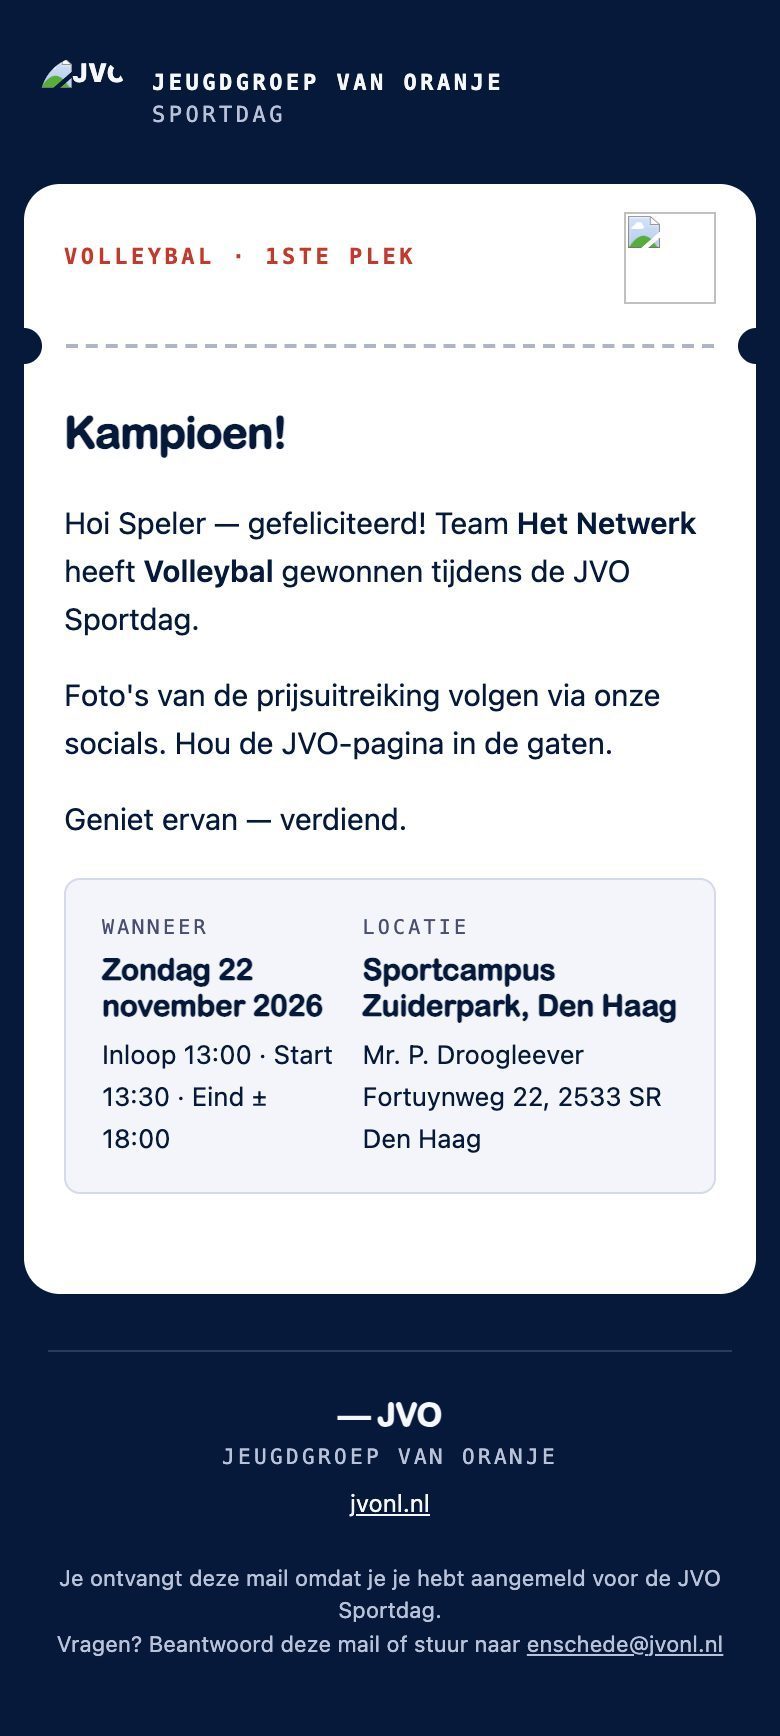 JVO
JEUGDGROEP VAN ORANJE
SPORTDAG
VOLLEYBAL · 1STE PLEK
Kampioen!
Hoi Speler — gefeliciteerd! Team Het Netwerk
heeft Volleybal gewonnen tijdens de JVO
Sportdag.
Foto's van de prijsuitreiking volgen via onze
socials. Hou de JVO-pagina in de gaten.
Geniet ervan — verdiend.
WANNEER
Zondag 22
november 2026
Inloop 13:00 · Start
13:30 · Eind ±
18:00
LOCATIE
Sportcampus
Zuiderpark, Den Haag
Mr. P. Droogleever
Fortuynweg 22, 2533 SR
Den Haag
— JVO
JEUGDGROEP VAN ORANJE
jvonl.nl
Je ontvangt deze mail omdat je je hebt aangemeld voor de JVO
Sportdag.
Vragen? Beantwoord deze mail of stuur naar enschede@jvonl.nl